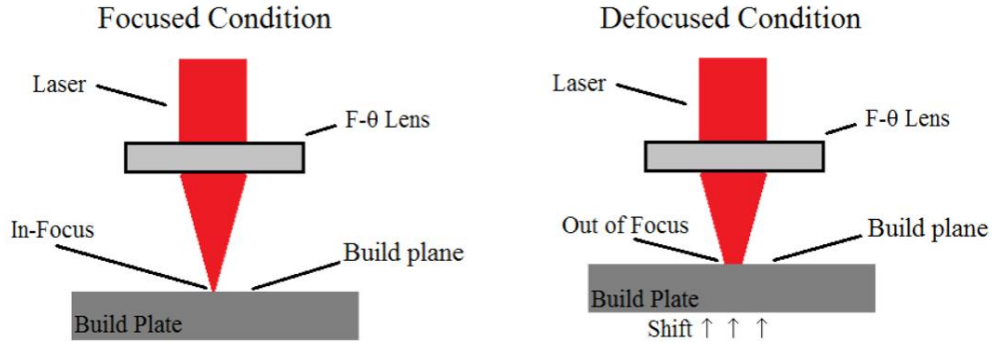 Focused Condition
Laser
F-θ Lens
In-Focus
Build plane
Build Plate
Defocused Condition
Laser
F-θ Lens
Out of Focus
Build plane
Build Plate
Shift ↑ ↑ ↑